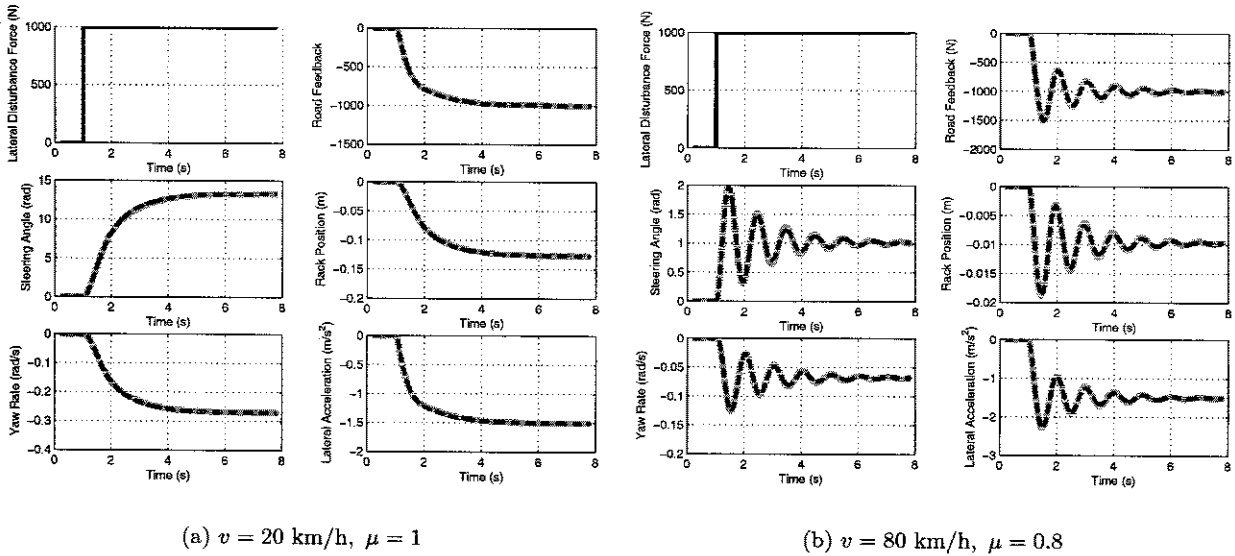 Lateral Disturbance Force (N)
1000
500
0
0 2 4 6 8
Time (s)
Road Feedback
0
−500
−1000
−1500
0 2 4 6 8
Time (s)
Steering Angle (rad)
15
10
5
0
0 2 4 6 8
Time (s)
Rack Position (m)
0
−0.05
−0.1
−0.15
−0.2
0 2 4 6 8
Time (s)
Yaw Rate (rad/s)
0
−0.1
−0.2
−0.3
−0.4
0 2 4 6 8
Time (s)
Lateral Acceleration (m/s²)
0
−0.5
−1
−1.5
−2
0 2 4 6 8
Time (s)
(a) v = 20 km/h, μ = 1
Lateral Disturbance Force (N)
1000
500
0
0 2 4 6 8
Time (s)
Road Feedback (N)
0
−500
−1000
−1500
−2000
0 2 4 6 8
Time (s)
Steering Angle (rad)
2
1.5
1
0.5
0
0 2 4 6 8
Time (s)
Rack Position (m)
0
−0.005
−0.01
−0.015
−0.02
0 2 4 6 8
Time (s)
Yaw Rate (rad/s)
0
−0.05
−0.1
−0.15
−0.2
0 2 4 6 8
Time (s)
Lateral Acceleration (m/s²)
0
−1
−2
−3
0 2 4 6 8
Time (s)
(b) v = 80 km/h, μ = 0.8